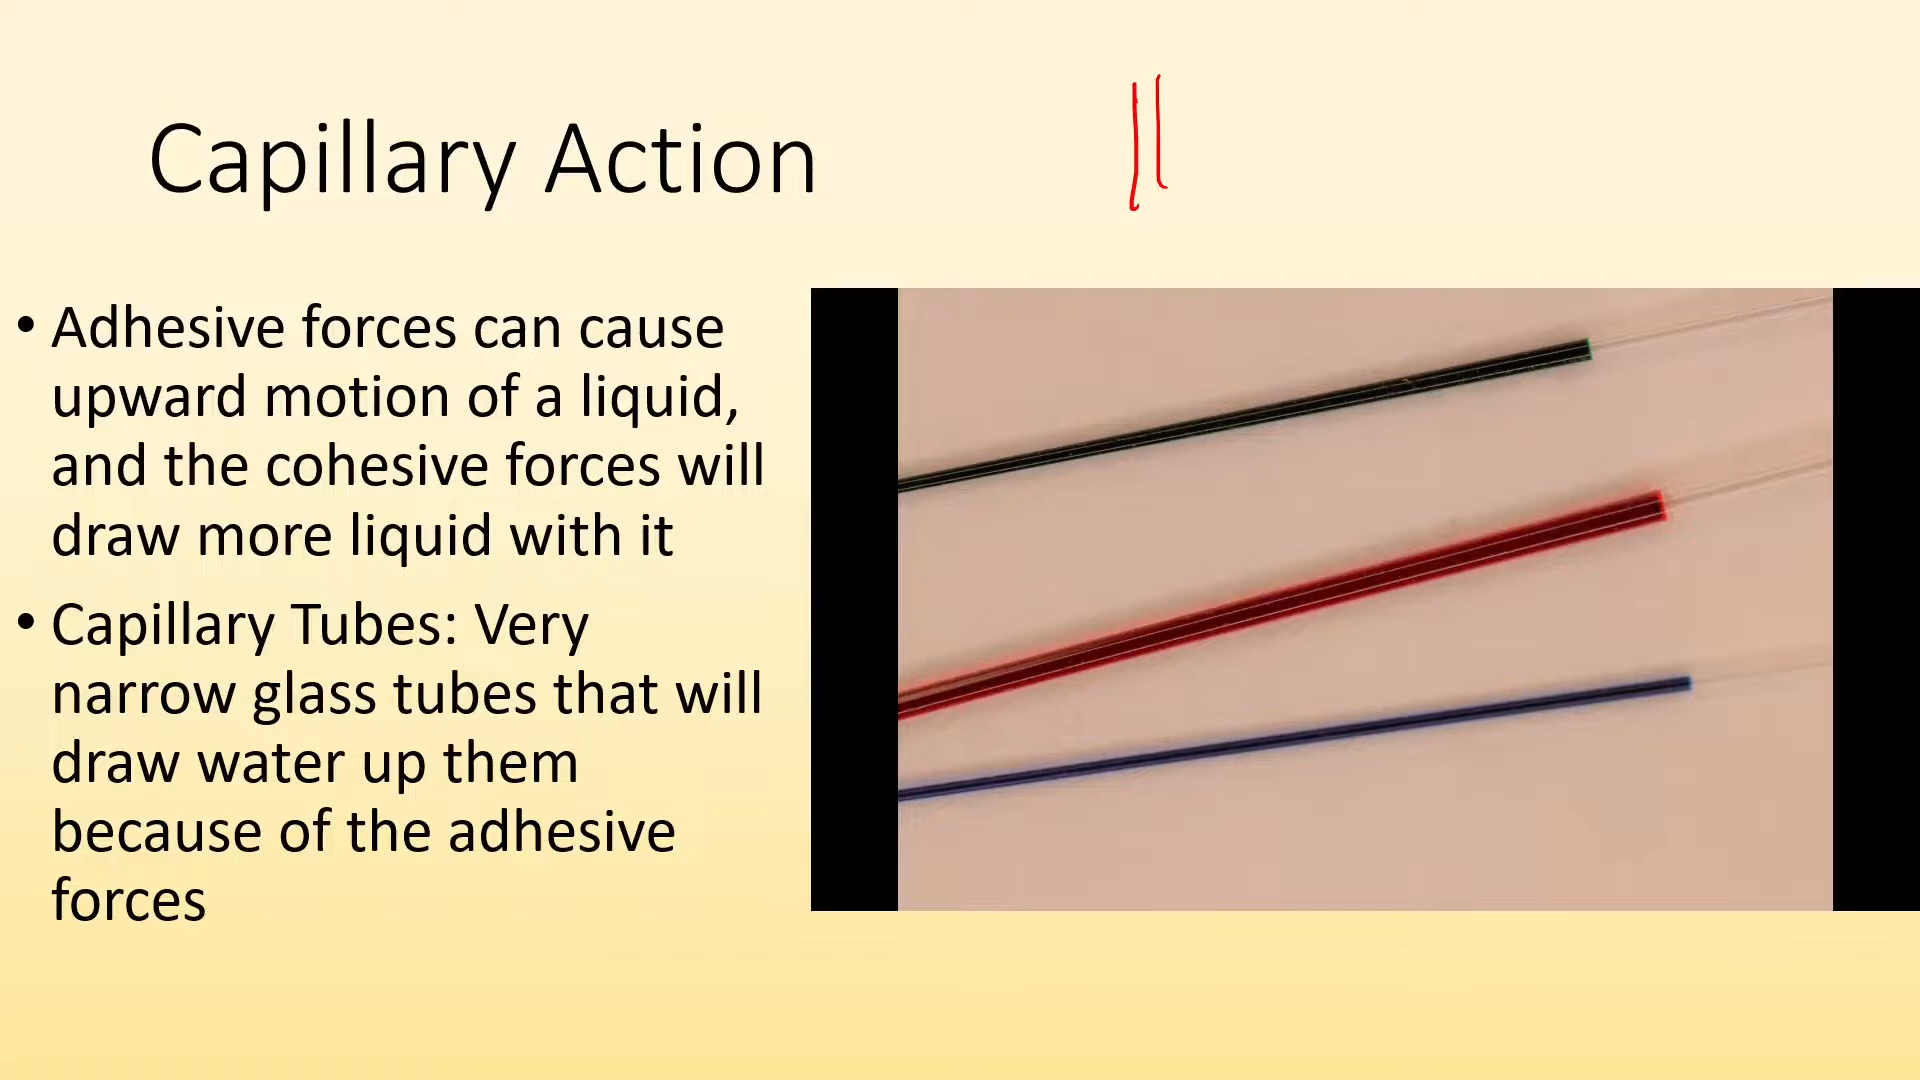 Capillary Action
• Adhesive forces can cause
upward motion of a liquid,
and the cohesive forces will
draw more liquid with it
• Capillary Tubes: Very
narrow glass tubes that will
draw water up them
because of the adhesive
forces